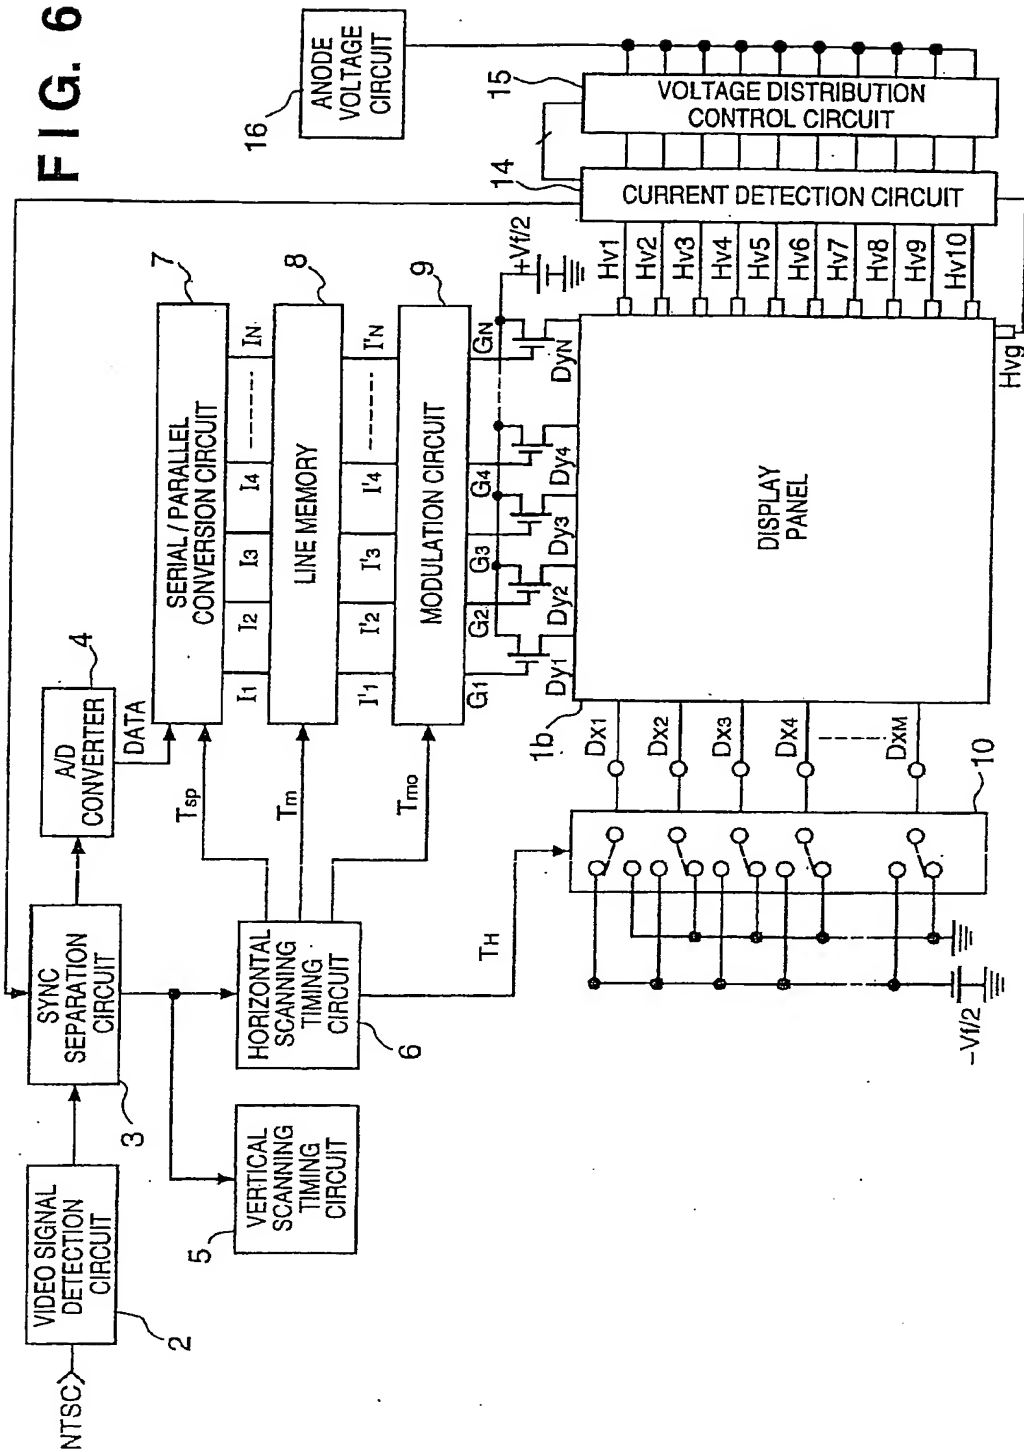 FIG. 6
NTSC
VIDEO SIGNAL
DETECTION
CIRCUIT
2
SYNC
SEPARATION
CIRCUIT
3
A/D
CONVERTER
4
DATA
VERTICAL
SCANNING
TIMING
CIRCUIT
5
HORIZONTAL
SCANNING
TIMING
CIRCUIT
6
Tsp
Tm
Tmo
TH
SERIAL / PARALLEL
CONVERSION CIRCUIT
7
I1 I2 I3 I4 IN
LINE MEMORY
8
I'1 I'2 I'3 I'4 I'N
MODULATION CIRCUIT
9
G1 G2 G3 G4 GN
+Vf/2
Dy1 Dy2 Dy3 Dy4 DyN
1b
DISPLAY
PANEL
Dx1
Dx2
Dx3
Dx4
DxM
10
-Vf/2
Hv1
Hv2
Hv3
Hv4
Hv5
Hv6
Hv7
Hv8
Hv9
Hv10
Hvg
CURRENT DETECTION CIRCUIT
14
VOLTAGE DISTRIBUTION
CONTROL CIRCUIT
15
ANODE
VOLTAGE
CIRCUIT
16